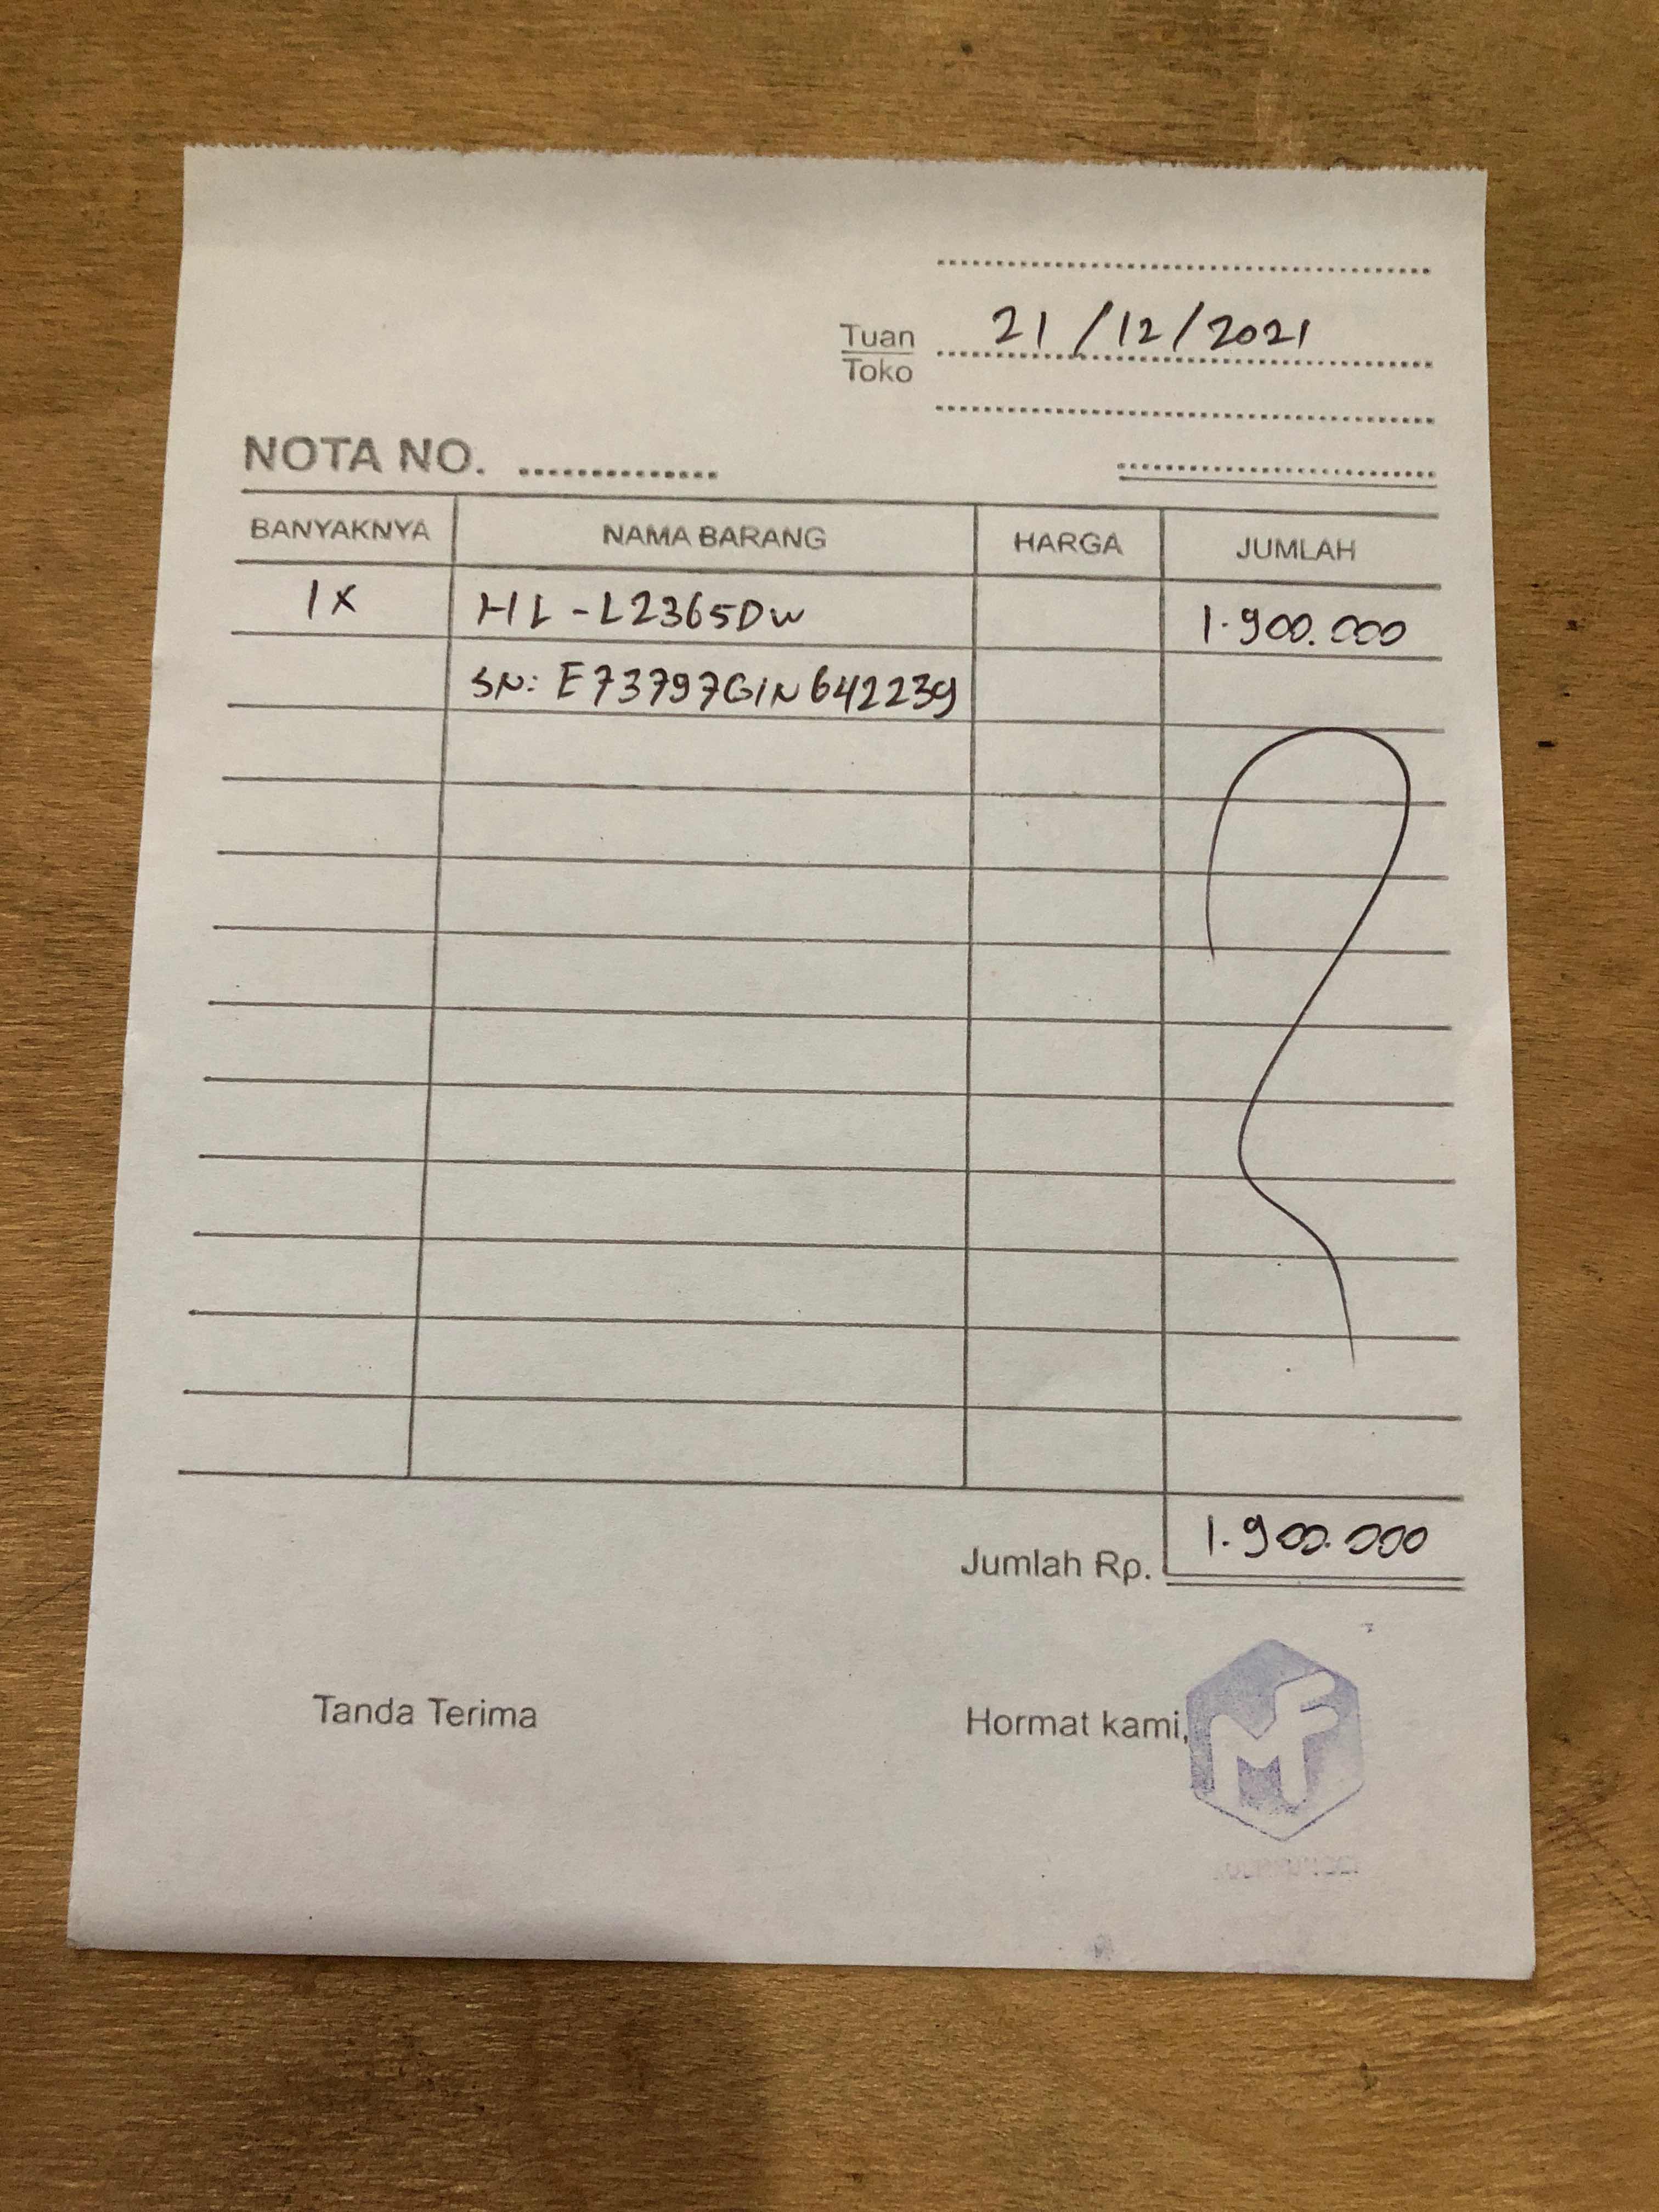 Tuan
Toko
21/12/2021
NOTA NO.
BANYAKNYA NAMA BARANG HARGA JUMLAH
1x HL-L2365DW 1.900.000
SN: E73797G1N642239
Jumlah Rp. 1.900.000
Tanda Terima Hormat kami,
MF